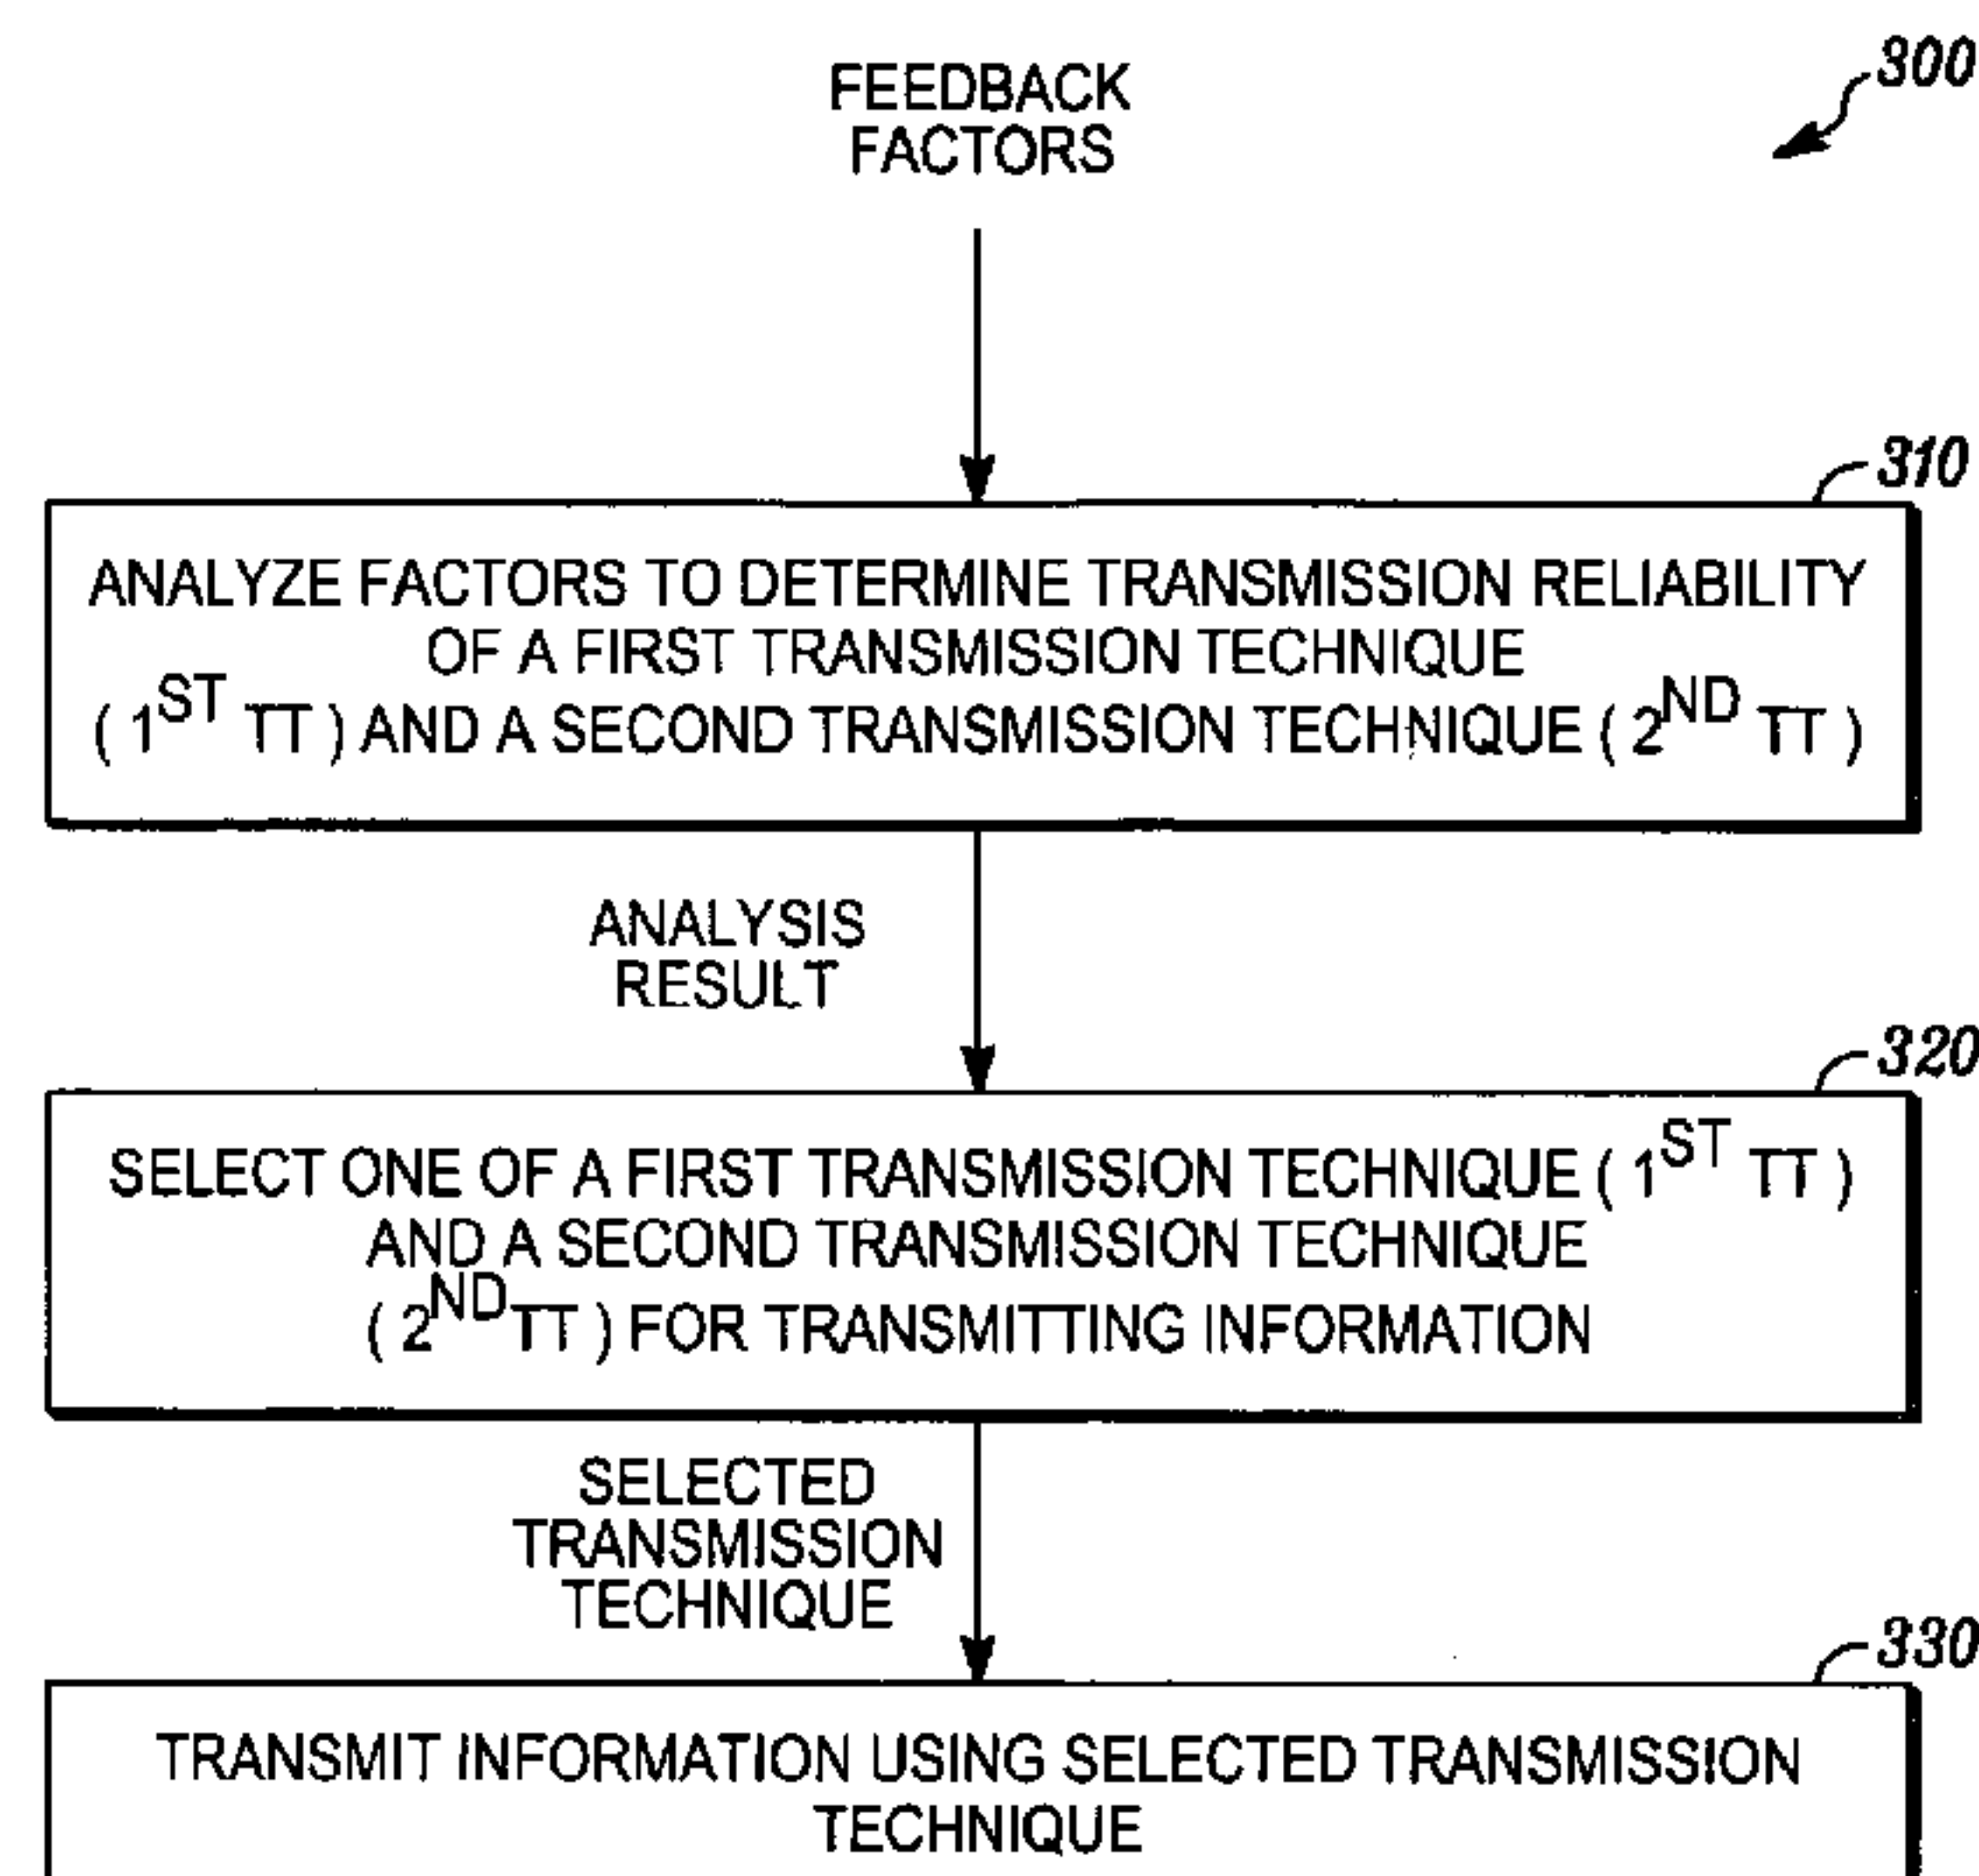 FEEDBACK
FACTORS
300
310
ANALYZE FACTORS TO DETERMINE TRANSMISSION RELIABILITY
OF A FIRST TRANSMISSION TECHNIQUE
( 1ST TT ) AND A SECOND TRANSMISSION TECHNIQUE ( 2ND TT )
ANALYSIS
RESULT
320
SELECT ONE OF A FIRST TRANSMISSION TECHNIQUE ( 1ST TT )
AND A SECOND TRANSMISSION TECHNIQUE
( 2ND TT ) FOR TRANSMITTING INFORMATION
SELECTED
TRANSMISSION
TECHNIQUE
330
TRANSMIT INFORMATION USING SELECTED TRANSMISSION
TECHNIQUE